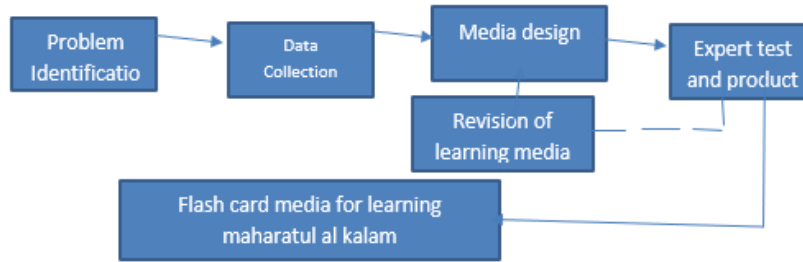 Problem
Identificatio
Data
Collection
Media design
Expert test
and product
Revision of
learning media
Flash card media for learning
maharatul al kalam